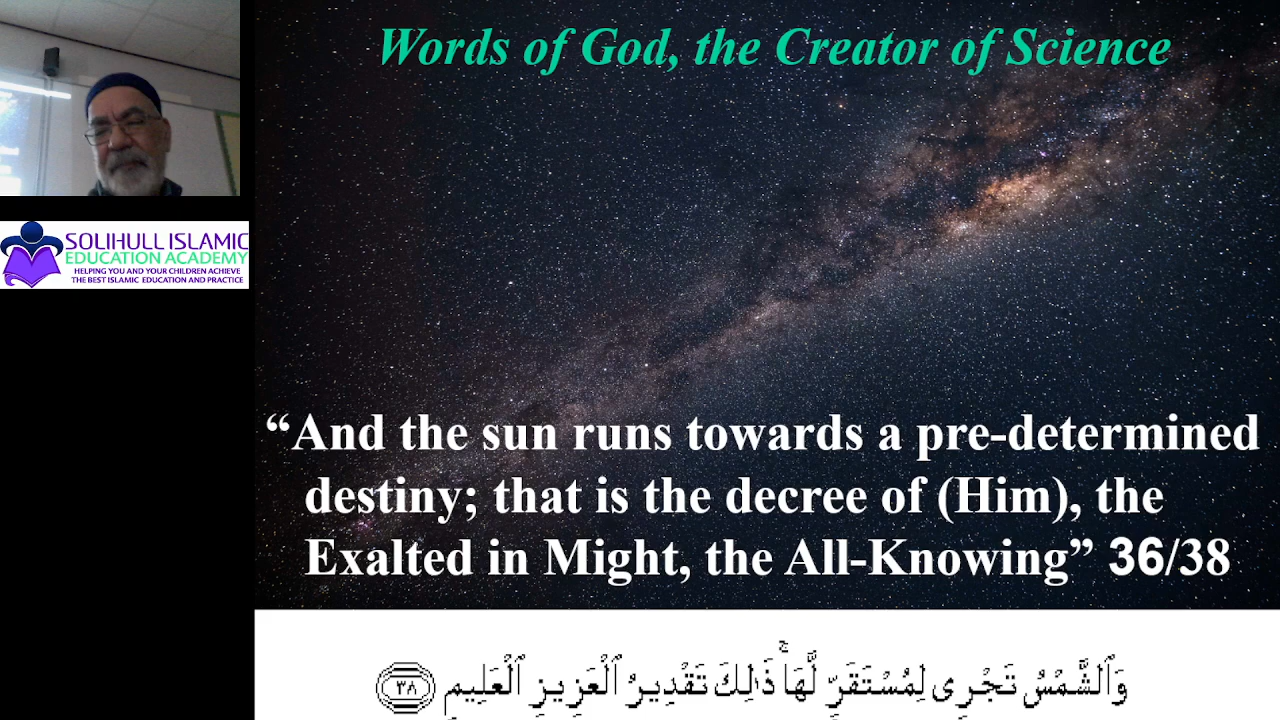 Words of God, the Creator of Science
SOLIHULL ISLAMIC
EDUCATION ACADEMY
HELPING YOU AND YOUR CHILDREN ACHIEVE
THE BEST ISLAMIC EDUCATION AND PRACTICE
“And the sun runs towards a pre-determined
destiny; that is the decree of (Him), the
Exalted in Might, the All-Knowing” 36/38
وَٱلشَّمْسُ تَجْرِى لِمُسْتَقَرٍّ لَّهَا ۚ ذَٰلِكَ تَقْدِيرُ ٱلْعَزِيزِ ٱلْعَلِيمِ ٣٨